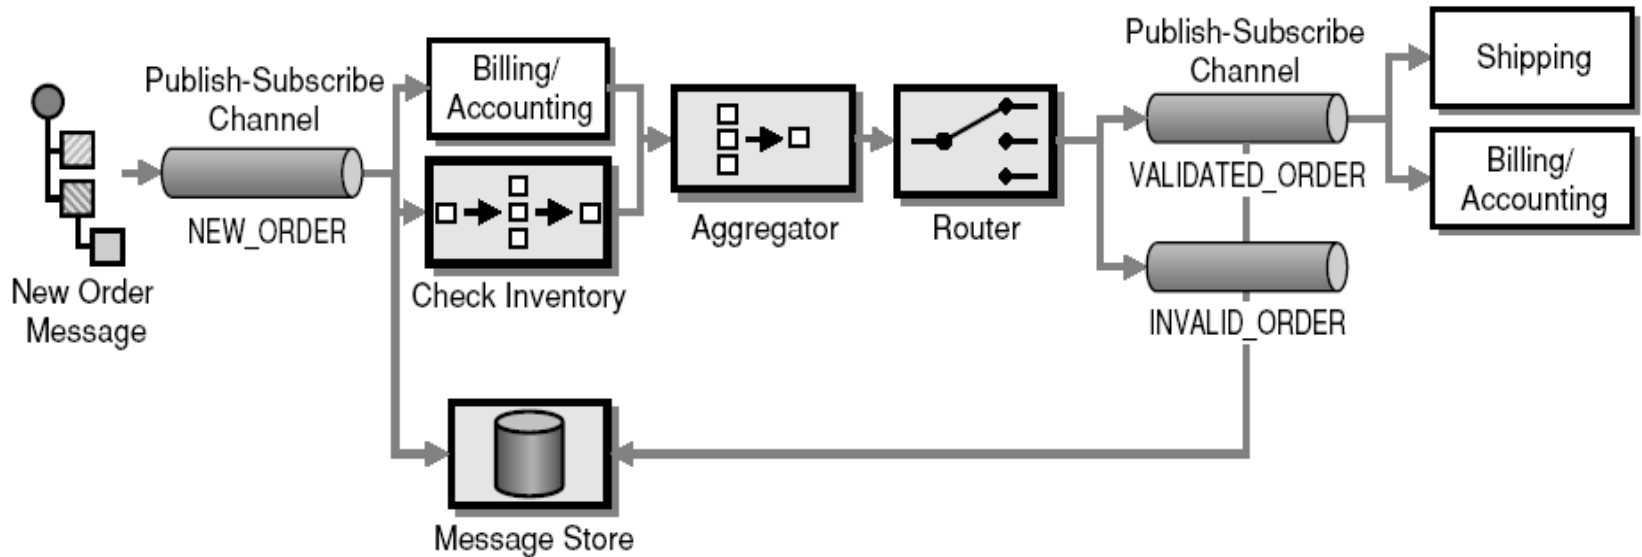 New Order
Message
Publish-Subscribe
Channel
NEW_ORDER
Billing/
Accounting
Check Inventory
Message Store
Aggregator
Router
Publish-Subscribe
Channel
VALIDATED_ORDER
INVALID_ORDER
Shipping
Billing/
Accounting